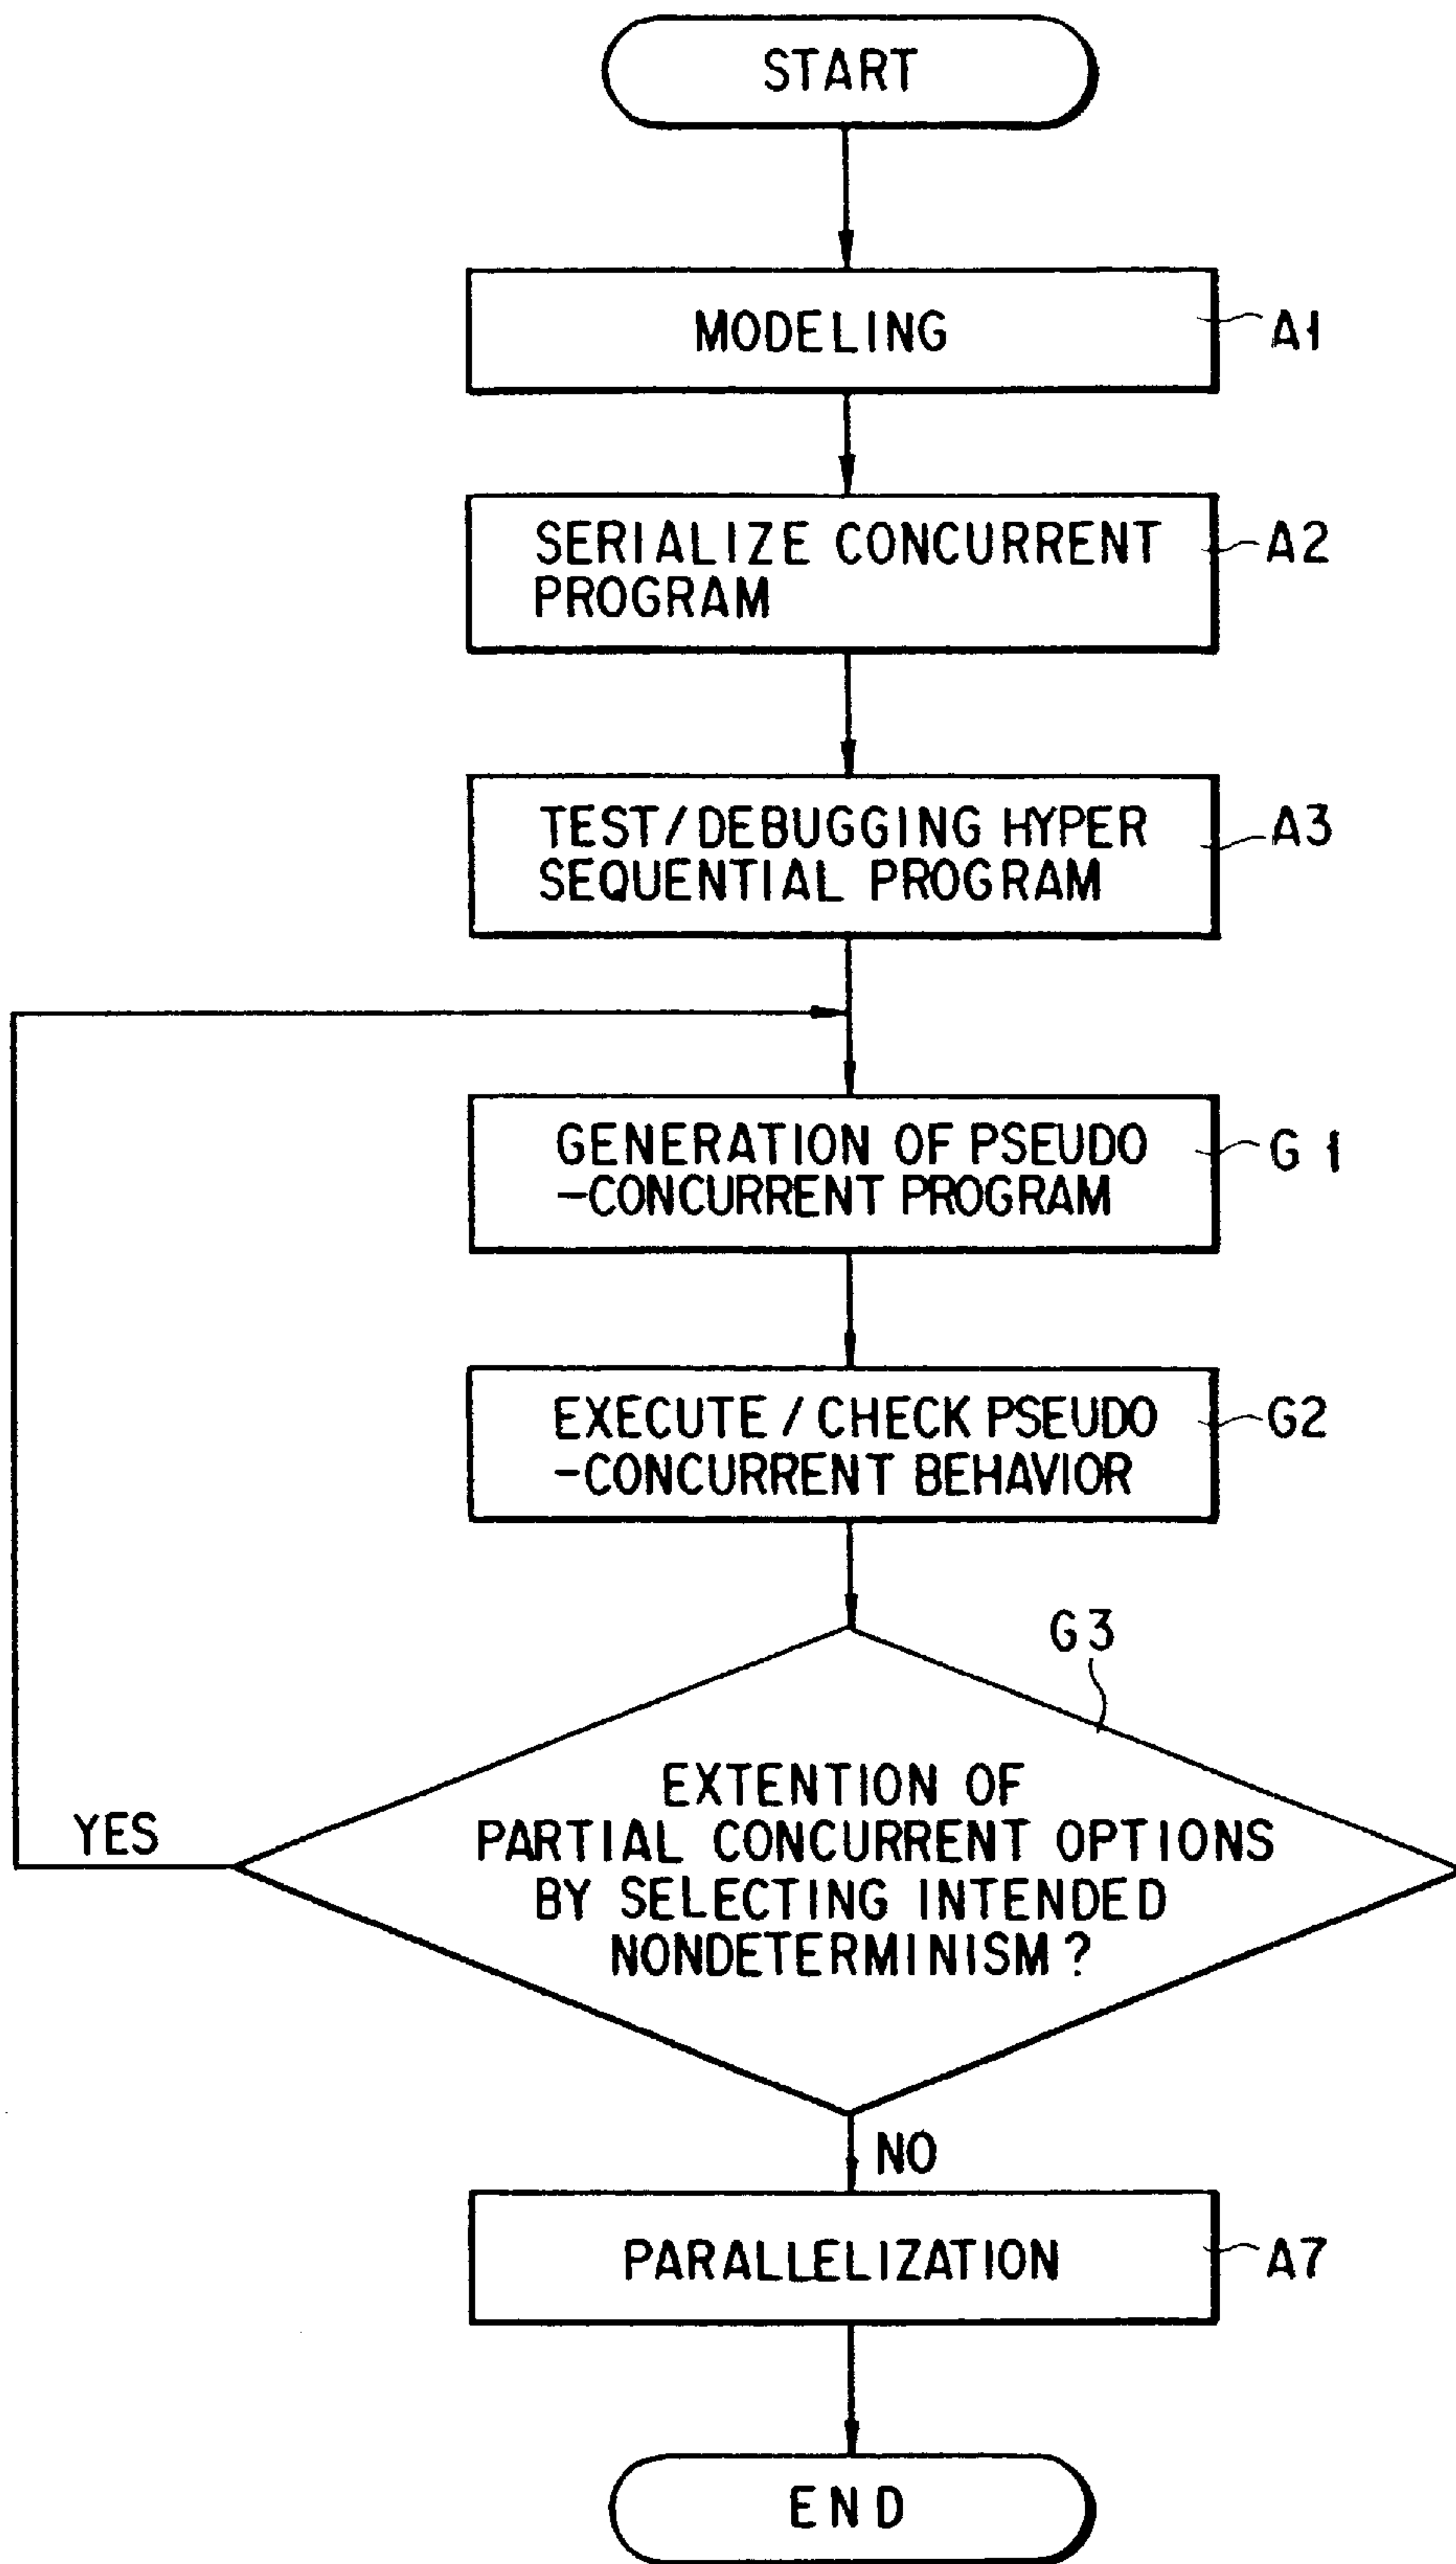 START
MODELING
A1
SERIALIZE CONCURRENT
PROGRAM
A2
TEST/DEBUGGING HYPER
SEQUENTIAL PROGRAM
A3
GENERATION OF PSEUDO
-CONCURRENT PROGRAM
G1
EXECUTE / CHECK PSEUDO
-CONCURRENT BEHAVIOR
G2
G3
EXTENTION OF
PARTIAL CONCURRENT OPTIONS
BY SELECTING INTENDED
NONDETERMINISM?
YES
NO
PARALLELIZATION
A7
END